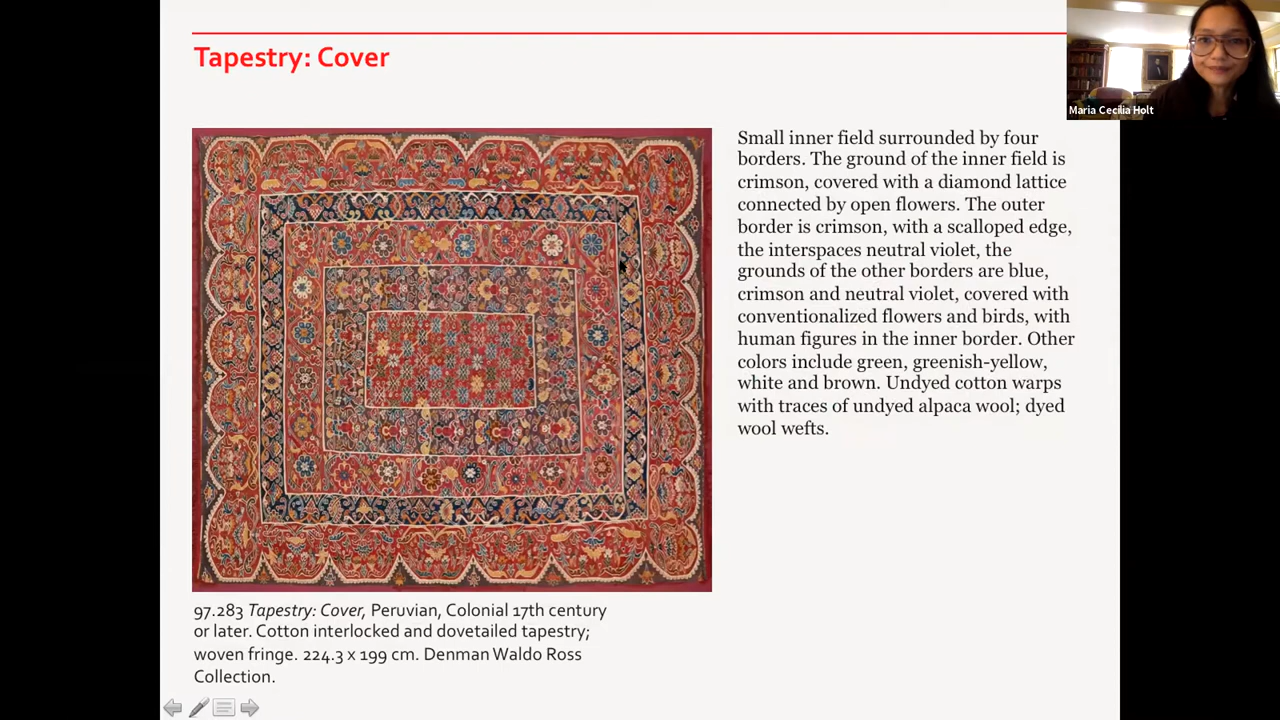 Tapestry: Cover
Maria Cecilia Holt
Small inner field surrounded by four
borders. The ground of the inner field is
crimson, covered with a diamond lattice
connected by open flowers. The outer
border is crimson, with a scalloped edge,
the interspaces neutral violet, the
grounds of the other borders are blue,
crimson and neutral violet, covered with
conventionalized flowers and birds, with
human figures in the inner border. Other
colors include green, greenish-yellow,
white and brown. Undyed cotton warps
with traces of undyed alpaca wool; dyed
wool wefts.
97.283 Tapestry: Cover, Peruvian, Colonial 17th century
or later. Cotton interlocked and dovetailed tapestry;
woven fringe. 224.3 x 199 cm. Denman Waldo Ross
Collection.